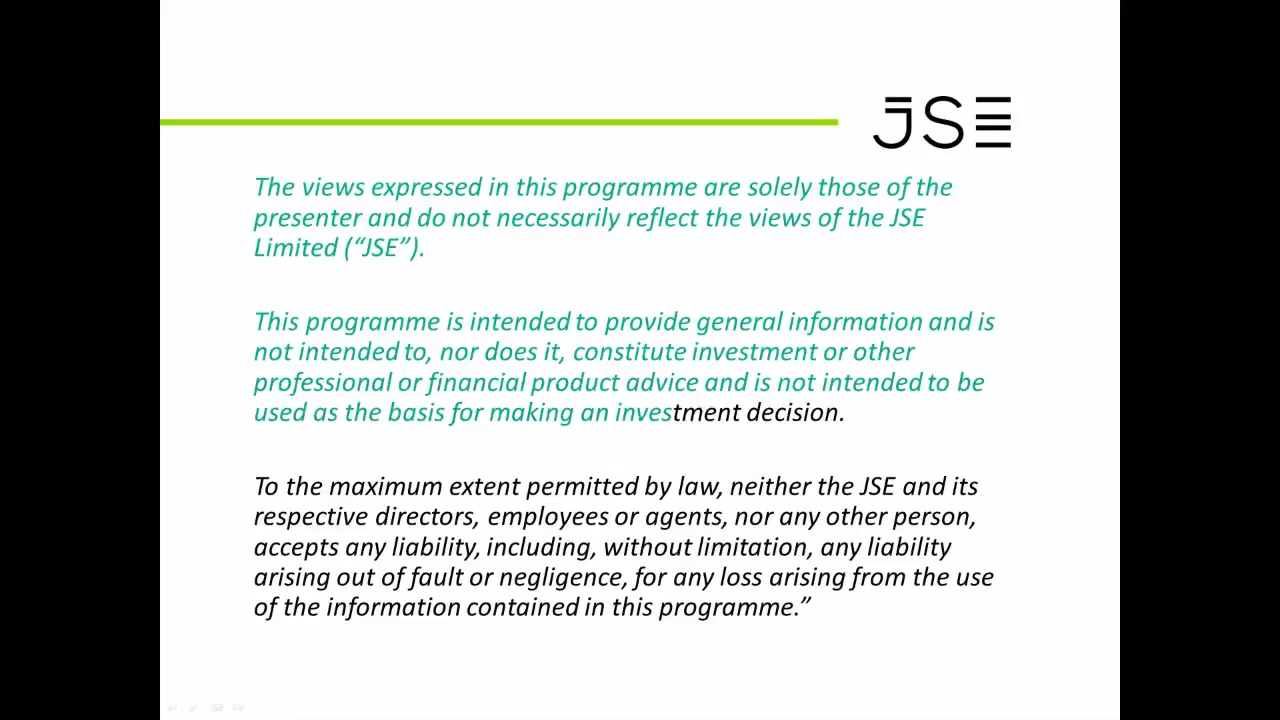 JSE
The views expressed in this programme are solely those of the
presenter and do not necessarily reflect the views of the JSE
Limited (“JSE”).
This programme is intended to provide general information and is
not intended to, nor does it, constitute investment or other
professional or financial product advice and is not intended to be
used as the basis for making an investment decision.
To the maximum extent permitted by law, neither the JSE and its
respective directors, employees or agents, nor any other person,
accepts any liability, including, without limitation, any liability
arising out of fault or negligence, for any loss arising from the use
of the information contained in this programme.”